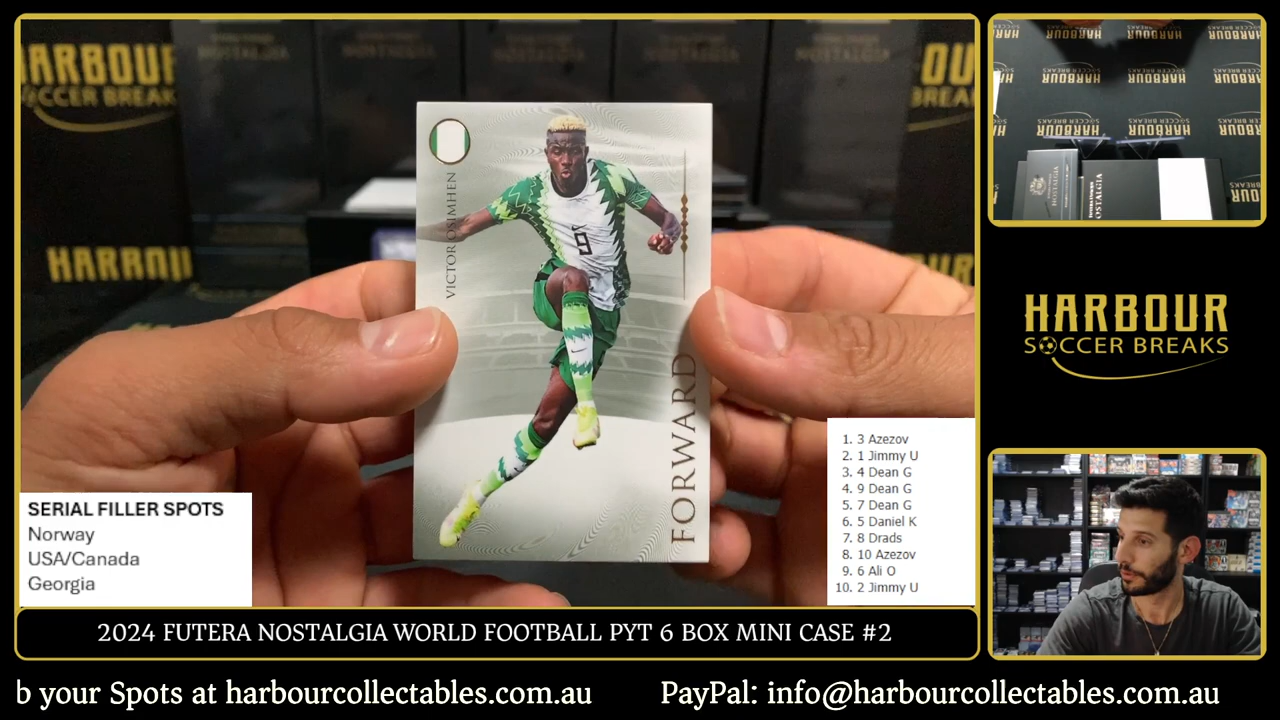 VICTOR OSIMHEN
9
FORWARD
HARBOUR
SOCCER BREAKS
NOSTALGIA
SERIAL FILLER SPOTS
Norway
USA/Canada
Georgia
1. 3 Azezov
2. 1 Jimmy U
3. 4 Dean G
4. 9 Dean G
5. 7 Dean G
6. 5 Daniel K
7. 8 Drads
8. 10 Azezov
9. 6 Ali O
10. 2 Jimmy U
2024 FUTERA NOSTALGIA WORLD FOOTBALL PYT 6 BOX MINI CASE #2
b your Spots at harbourcollectables.com.au PayPal: info@harbourcollectables.com.au